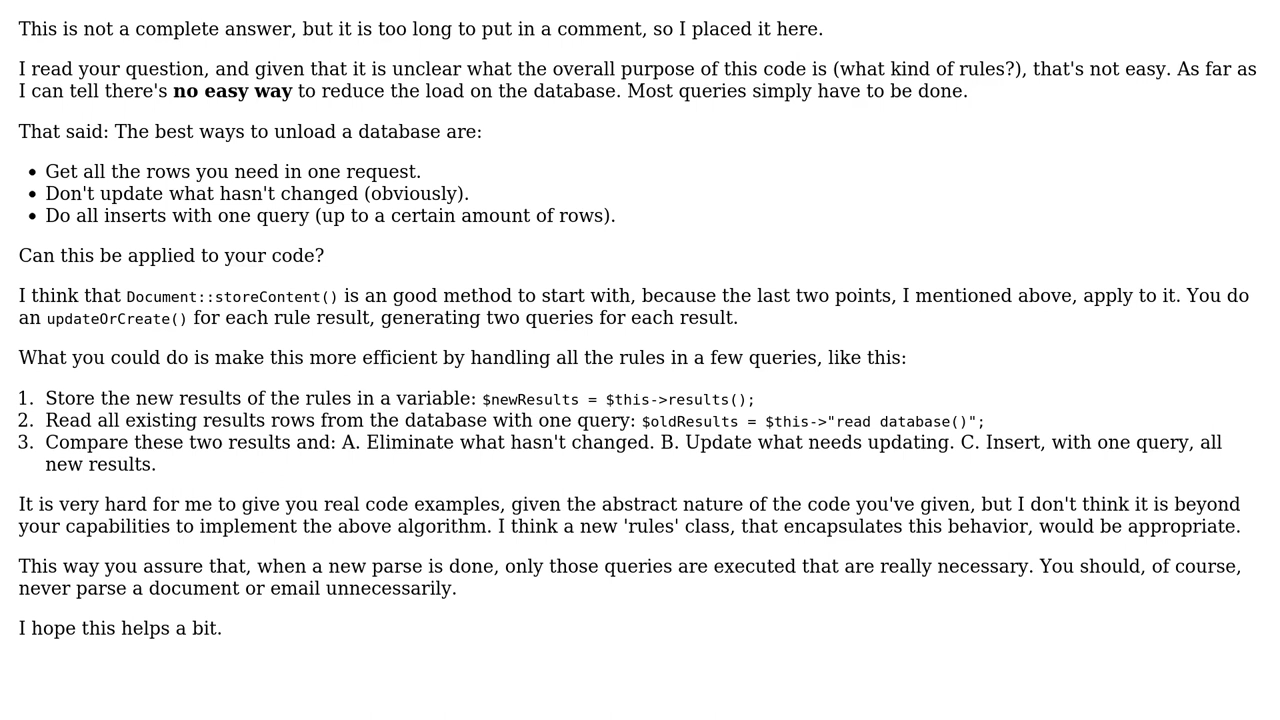 This is not a complete answer, but it is too long to put in a comment, so I placed it here.
I read your question, and given that it is unclear what the overall purpose of this code is (what kind of rules?), that's not easy. As far as
I can tell there's no easy way to reduce the load on the database. Most queries simply have to be done.
That said: The best ways to unload a database are:
• Get all the rows you need in one request.
• Don't update what hasn't changed (obviously).
• Do all inserts with one query (up to a certain amount of rows).
Can this be applied to your code?
I think that Document::storeContent() is an good method to start with, because the last two points, I mentioned above, apply to it. You do
an updateOrCreate() for each rule result, generating two queries for each result.
What you could do is make this more efficient by handling all the rules in a few queries, like this:
1. Store the new results of the rules in a variable: $newResults = $this->results();
2. Read all existing results rows from the database with one query: $oldResults = $this->"read database()";
3. Compare these two results and: A. Eliminate what hasn't changed. B. Update what needs updating. C. Insert, with one query, all
new results.
It is very hard for me to give you real code examples, given the abstract nature of the code you've given, but I don't think it is beyond
your capabilities to implement the above algorithm. I think a new 'rules' class, that encapsulates this behavior, would be appropriate.
This way you assure that, when a new parse is done, only those queries are executed that are really necessary. You should, of course,
never parse a document or email unnecessarily.
I hope this helps a bit.